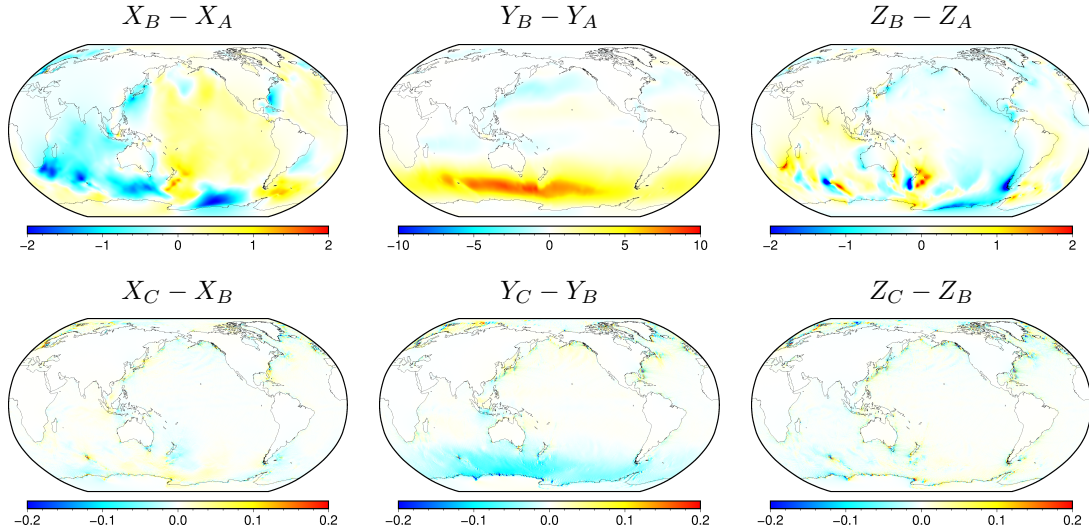 X_B − X_A Y_B − Y_A Z_B − Z_A
−2 −1 0 1 2 −10 −5 0 5 10 −2 −1 0 1 2
X_C − X_B Y_C − Y_B Z_C − Z_B
−0.2 −0.1 0.0 0.1 0.2 −0.2 −0.1 0.0 0.1 0.2 −0.2 −0.1 0.0 0.1 0.2